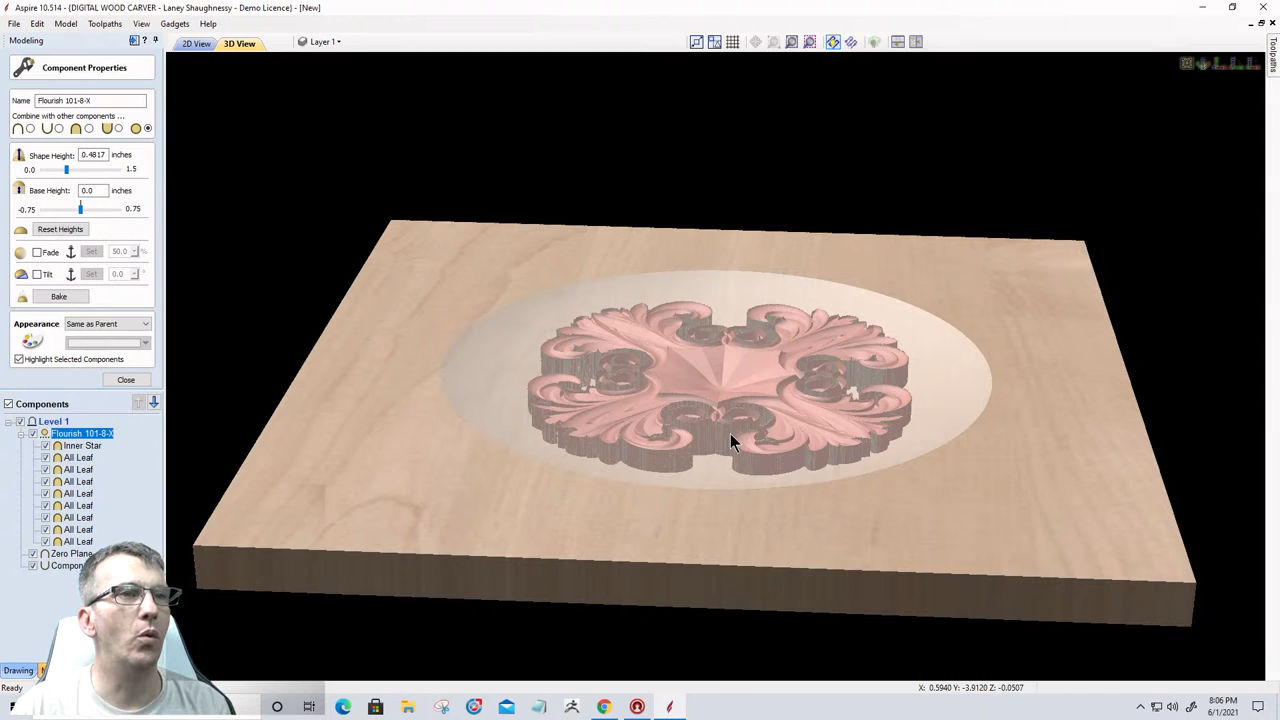 Aspire 10.514 - {DIGITAL WOOD CARVER - Laney Shaughnessy - Demo Licence} - [New]
File Edit Model Toolpaths View Gadgets Help
Modeling
2D View 3D View Layer 1
Toolpaths
Component Properties
Name Flourish 101-8-X
Combine with other components ...
Shape Height: 0.4817 inches
0.0 1.5
Base Height: 0.0 inches
-0.75 0.75
Reset Heights
Fade Set 50.0 %
Tilt Set 0.0 °
Bake
Appearance Same as Parent
Highlight Selected Components
Close
Components
Level 1
Flourish 101-8-X
Inner Star
All Leaf
All Leaf
All Leaf
All Leaf
All Leaf
All Leaf
All Leaf
All Leaf
Zero Plane
Compon
Drawing
Ready
X: 0.5940 Y: -3.9120 Z: -0.0507
8:06 PM
6/1/2021